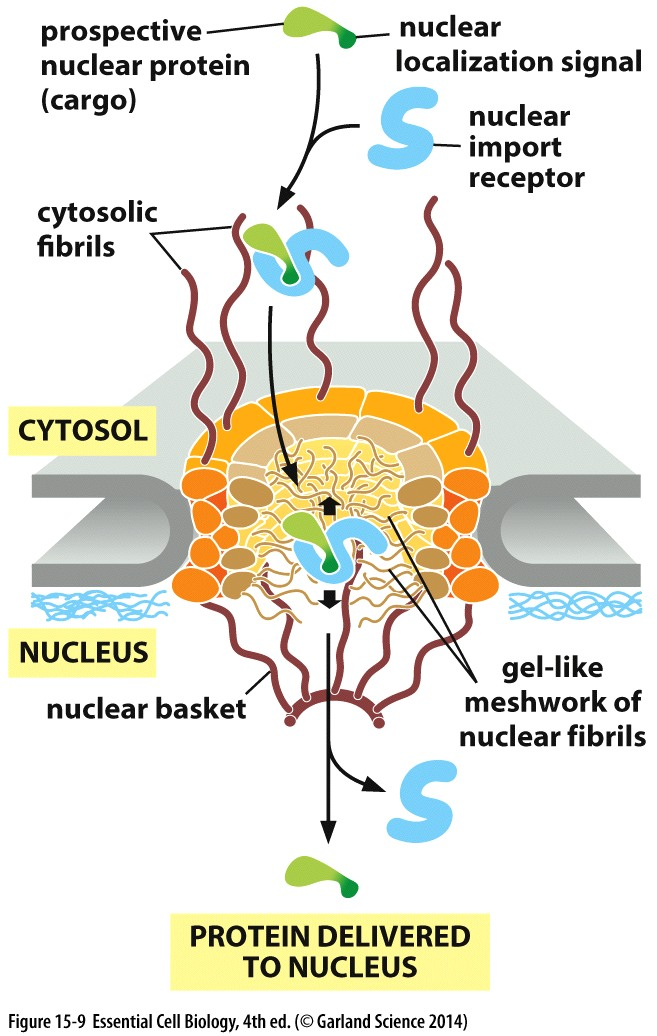 prospective
nuclear protein
(cargo)
nuclear
localization signal
nuclear
import
receptor
cytosolic
fibrils
CYTOSOL
NUCLEUS
nuclear basket
gel-like
meshwork of
nuclear fibrils
PROTEIN DELIVERED
TO NUCLEUS
Figure 15-9 Essential Cell Biology, 4th ed. (© Garland Science 2014)